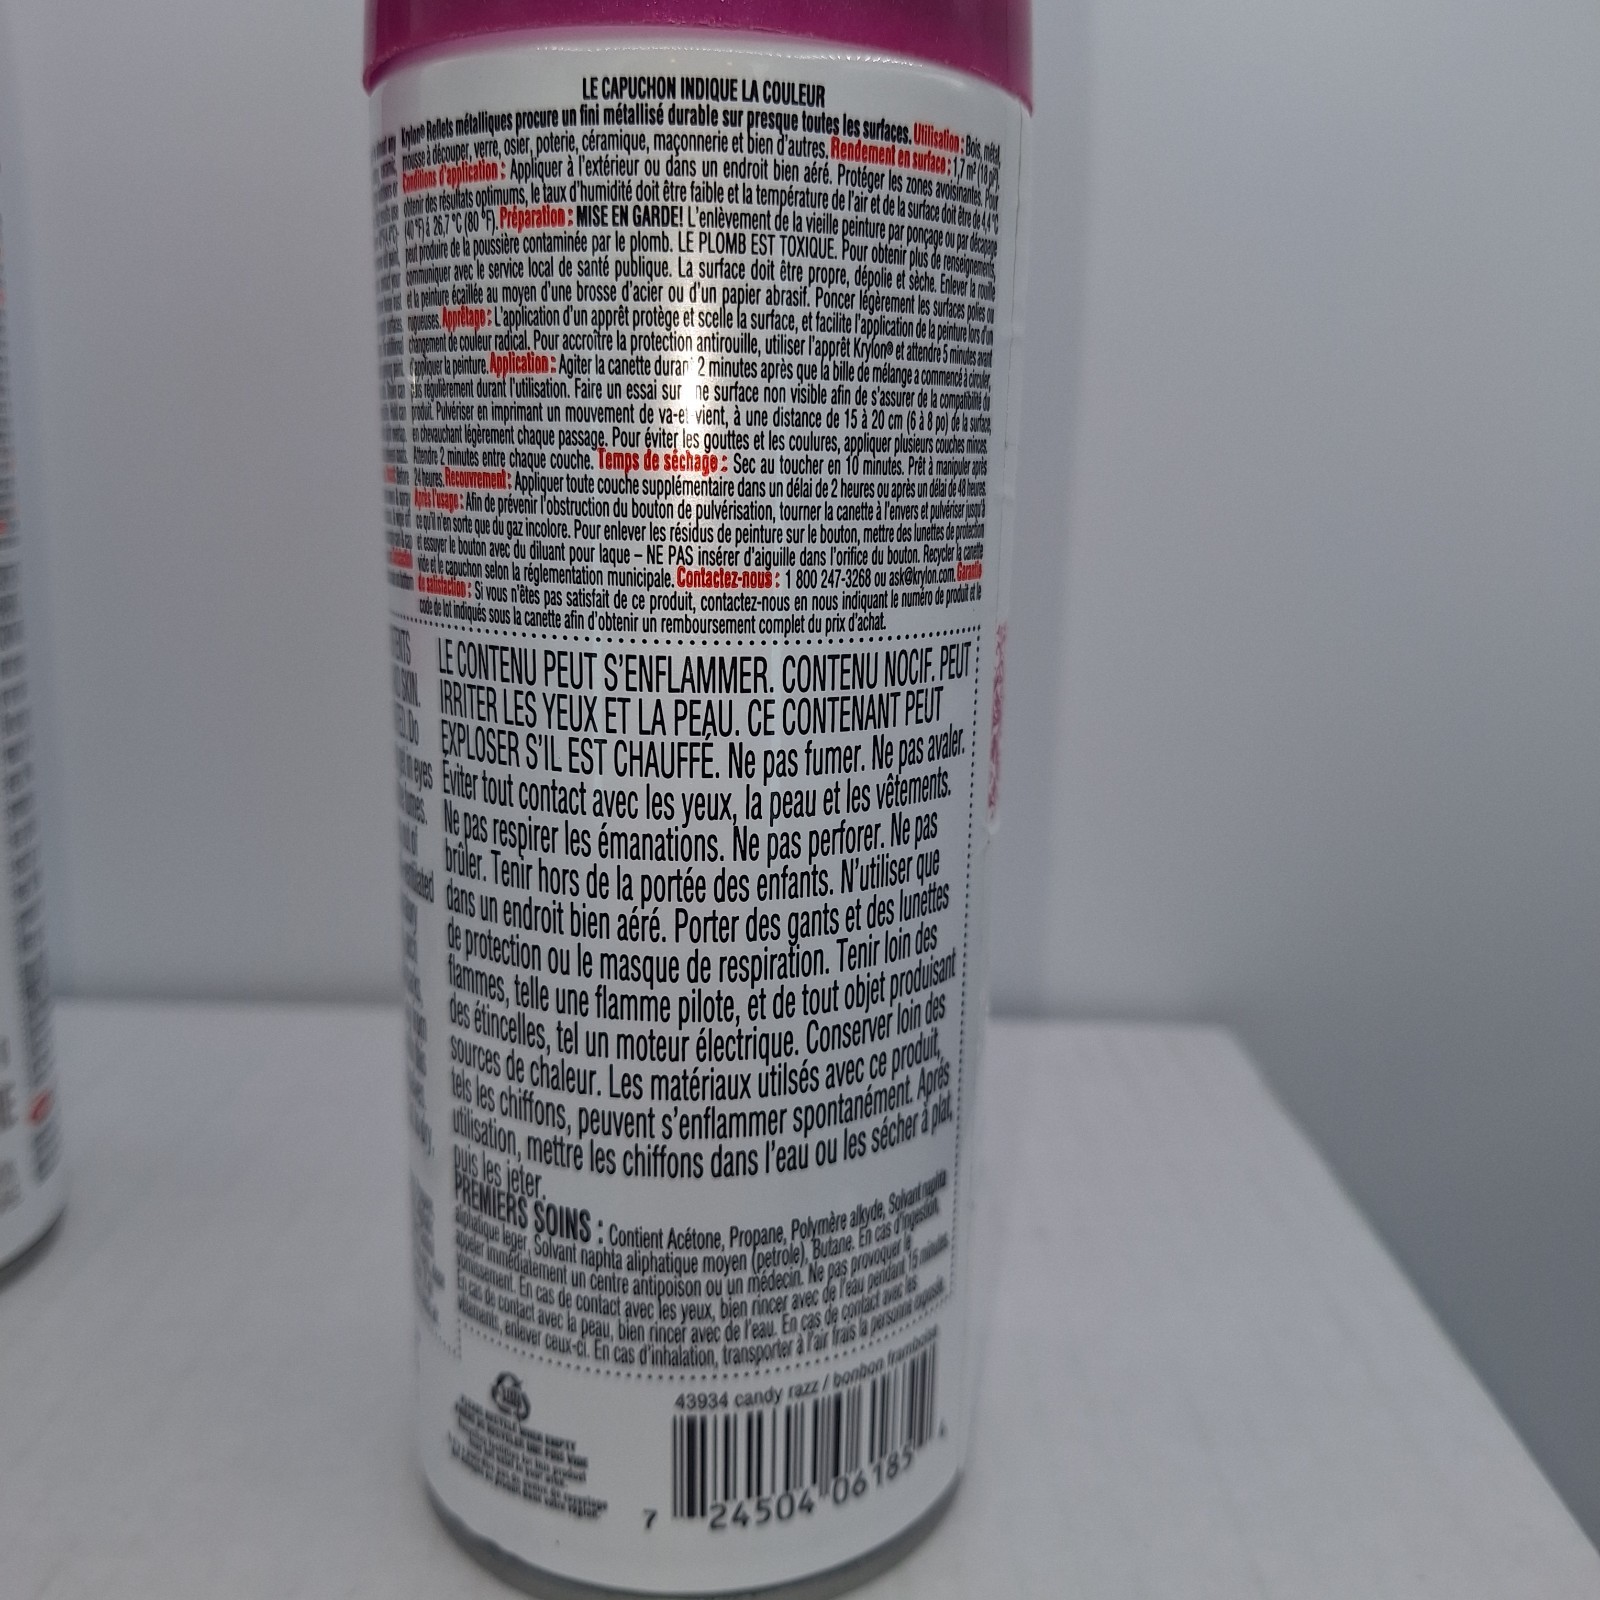 LE CAPUCHON INDIQUE LA COULEUR
Krylon® Reflets métalliques procure un fini métallisé durable sur presque toutes les surfaces. Utilisation : Bois, métal,
mousse à découper, verre, osier, poterie, céramique, maçonnerie et bien d'autres. Rendement en surface : 1,7 m² (18 pi²).
Conditions d'application : Appliquer à l'extérieur ou dans un endroit bien aéré. Protéger les zones avoisinantes. Pour
obtenir des résultats optimums, le taux d'humidité doit être faible et la température de l'air et de la surface doit être de 4,4 °C
(40 °F) à 26,7 °C (80 °F). Préparation : MISE EN GARDE! L'enlèvement de la vieille peinture par ponçage ou par décapage
peut produire de la poussière contaminée par le plomb. LE PLOMB EST TOXIQUE. Pour obtenir plus de renseignements,
communiquer avec le service local de santé publique. La surface doit être propre, dépolie et sèche. Enlever la rouille
et la peinture écaillée au moyen d'une brosse d'acier ou d'un papier abrasif. Poncer légèrement les surfaces polies ou
rugueuses. Apprêtage : L'application d'un apprêt protège et scelle la surface, et facilite l'application de la peinture lors d'un
changement de couleur radical. Pour accroître la protection antirouille, utiliser l'apprêt Krylon® et attendre 5 minutes avant
d'appliquer la peinture. Application : Agiter la canette durant 2 minutes après que la bille de mélange a commencé à circuler,
puis régulièrement durant l'utilisation. Faire un essai sur une surface non visible afin de s'assurer de la compatibilité du
produit. Pulvériser en imprimant un mouvement de va-et-vient, à une distance de 15 à 20 cm (6 à 8 po) de la surface,
en chevauchant légèrement chaque passage. Pour éviter les gouttes et les coulures, appliquer plusieurs couches minces.
Attendre 2 minutes entre chaque couche. Temps de séchage : Sec au toucher en 10 minutes. Prêt à manipuler après
24 heures. Recouvrement : Appliquer toute couche supplémentaire dans un délai de 2 heures ou après un délai de 48 heures.
Après l'usage : Afin de prévenir l'obstruction du bouton de pulvérisation, tourner la canette à l'envers et pulvériser jusqu'à
ce qu'il n'en sorte que du gaz incolore. Pour enlever les résidus de peinture sur le bouton, mettre des lunettes de protection
et essuyer le bouton avec du diluant pour laque – NE PAS insérer d'aiguille dans l'orifice du bouton. Recycler la canette
vide et le capuchon selon la réglementation municipale. Contactez-nous : 1 800 247-3268 ou ask@krylon.com. Garantie
de satisfaction : Si vous n'êtes pas satisfait de ce produit, contactez-nous en nous indiquant le numéro de produit et le
code de lot indiqués sous la canette afin d'obtenir un remboursement complet du prix d'achat.
LE CONTENU PEUT S'ENFLAMMER. CONTENU NOCIF. PEUT
IRRITER LES YEUX ET LA PEAU. CE CONTENANT PEUT
EXPLOSER S'IL EST CHAUFFÉ. Ne pas fumer. Ne pas avaler.
Éviter tout contact avec les yeux, la peau et les vêtements.
Ne pas respirer les émanations. Ne pas perforer. Ne pas
brûler. Tenir hors de la portée des enfants. N'utiliser que
dans un endroit bien aéré. Porter des gants et des lunettes
de protection ou le masque de respiration. Tenir loin des
flammes, telle une flamme pilote, et de tout objet produisant
des étincelles, tel un moteur électrique. Conserver loin des
sources de chaleur. Les matériaux utilsés avec ce produit,
tels les chiffons, peuvent s'enflammer spontanément. Aprés
utilisation, mettre les chiffons dans l'eau ou les sécher à plat,
puis les jeter.
PREMIERS SOINS : Contient Acétone, Propane, Polymère alkyde, Solvant naphta
aliphatique leger, Solvant naphta aliphatique moyen (petrole), Butane. En cas d'ingestion,
appeler immédiatement un centre antipoison ou un médecin. Ne pas provoquer le
vomissement. En cas de contact avec les yeux, bien rincer avec de l'eau pendant 15 minutes.
En cas de contact avec la peau, bien rincer avec de l'eau. En cas de contact avec les
vêtements, enlever ceux-ci. En cas d'inhalation, transporter à l'air frais la personne exposée.
43934 candy razz / bonbon framboise
PLEASE RECYCLE WHEN EMPTY
7 24504 06185 4